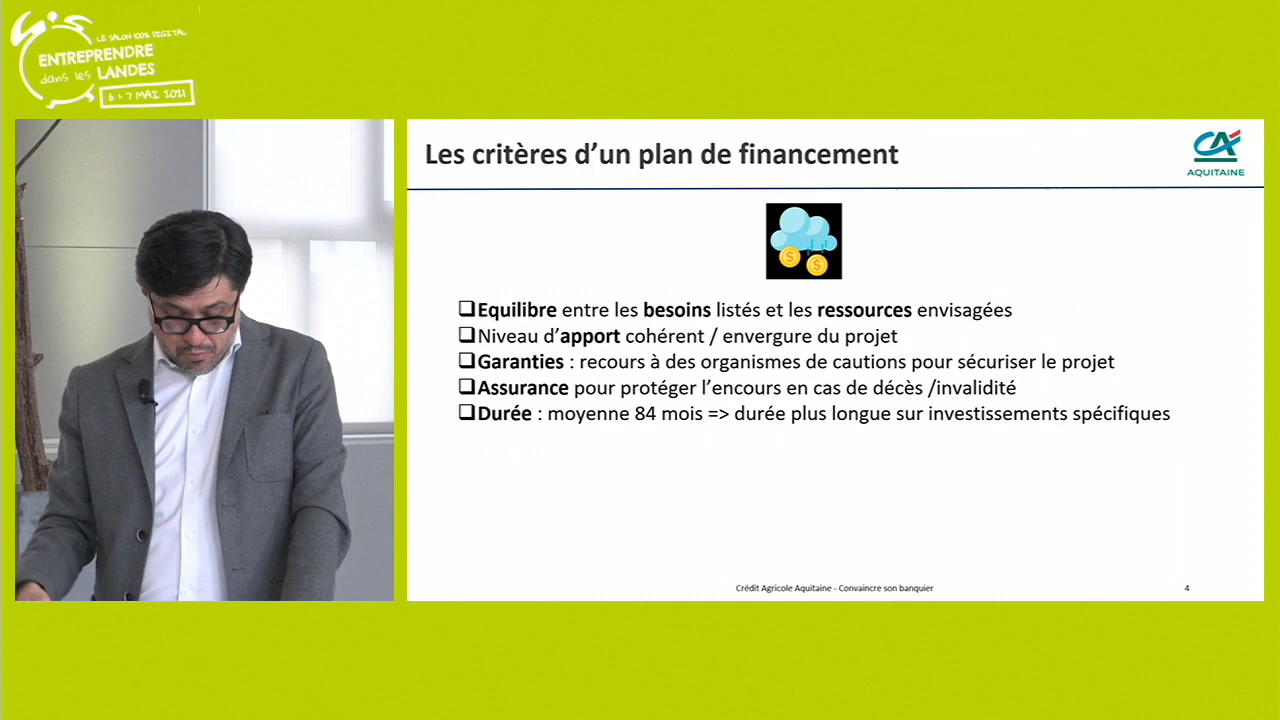 LE SALON 100% DIGITAL
ENTREPRENDRE
dans les LANDES
6 & 7 MAI 2021
Les critères d’un plan de financement
CA
AQUITAINE
❑Equilibre entre les besoins listés et les ressources envisagées
❑Niveau d’apport cohérent / envergure du projet
❑Garanties : recours à des organismes de cautions pour sécuriser le projet
❑Assurance pour protéger l’encours en cas de décès /invalidité
❑Durée : moyenne 84 mois => durée plus longue sur investissements spécifiques
Crédit Agricole Aquitaine - Convaincre son banquier
4